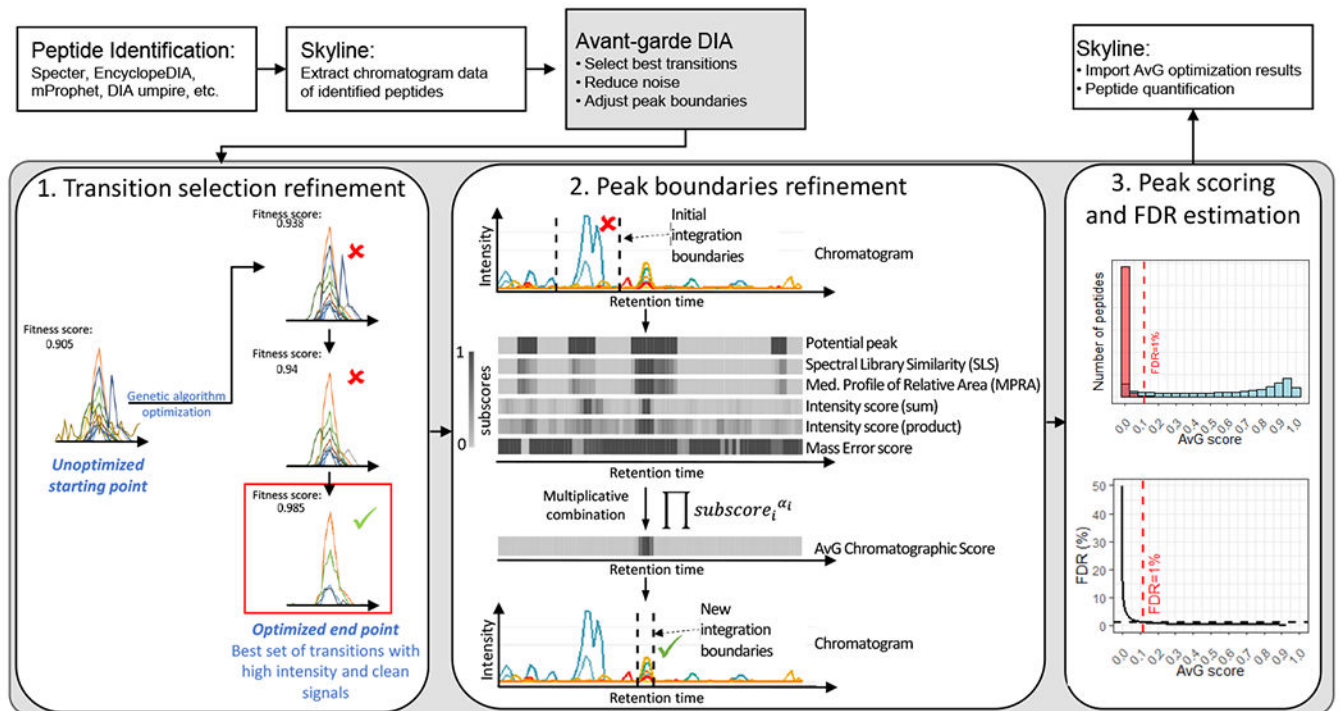 Peptide Identification:
Specter, EncyclopeDIA,
mProphet, DIA umpire, etc.
Skyline:
Extract chromatogram data
of identified peptides
Avant-garde DIA
• Select best transitions
• Reduce noise
• Adjust peak boundaries
Skyline:
• Import AvG optimization results
• Peptide quantification
1. Transition selection refinement
Fitness score:
0.938
Fitness score:
0.905
Genetic algorithm
optimization
Fitness score:
0.94
Unoptimized
starting point
Fitness score:
0.985
Optimized end point
Best set of transitions with
high intensity and clean
signals
2. Peak boundaries refinement
Intensity
Initial
integration
boundaries
Chromatogram
Retention time
1
subscores
0
Potential peak
Spectral Library Similarity (SLS)
Med. Profile of Relative Area (MPRA)
Intensity score (sum)
Intensity score (product)
Mass Error score
Retention time
Multiplicative
combination
∏ subscoreᵢ^αᵢ
AvG Chromatographic Score
Retention time
Intensity
New
integration
boundaries
Chromatogram
Retention time
3. Peak scoring
and FDR estimation
Number of peptides
FDR=1%
0.0 0.1 0.2 0.3 0.4 0.5 0.6 0.7 0.8 0.9 1.0
AvG score
FDR (%)
50
40
30
20
10
0
FDR=1%
0.0 0.1 0.2 0.3 0.4 0.5 0.6 0.7 0.8 0.9 1.0
AvG score